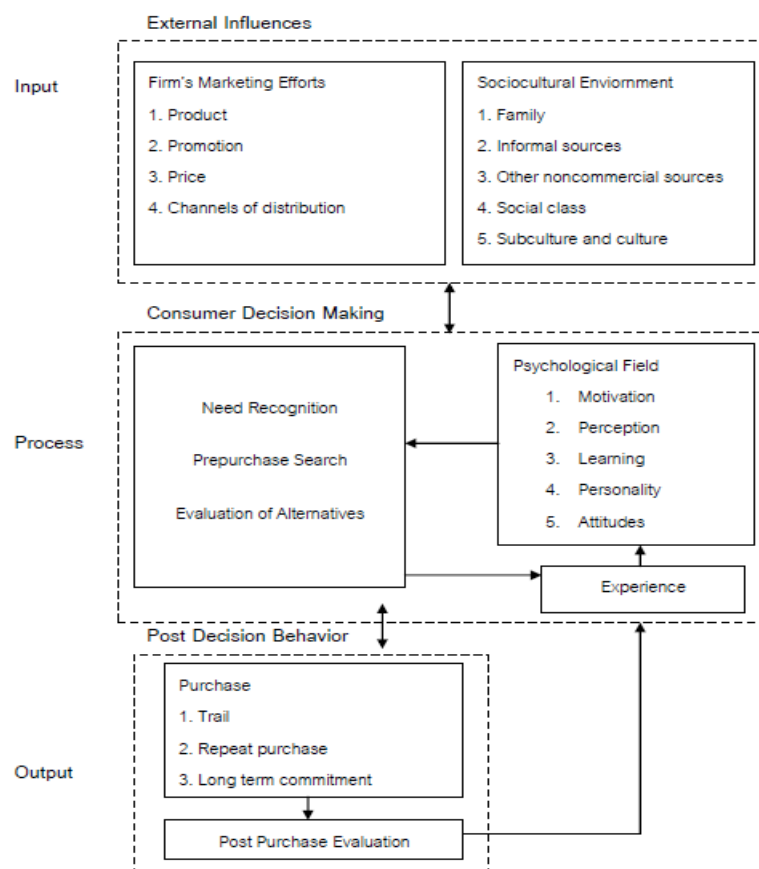 External Influences
Input
Firm's Marketing Efforts
1. Product
2. Promotion
3. Price
4. Channels of distribution
Sociocultural Enviornment
1. Family
2. Informal sources
3. Other noncommercial sources
4. Social class
5. Subculture and culture
Consumer Decision Making
Process
Need Recognition
Prepurchase Search
Evaluation of Alternatives
Psychological Field
1. Motivation
2. Perception
3. Learning
4. Personality
5. Attitudes
Experience
Post Decision Behavior
Output
Purchase
1. Trail
2. Repeat purchase
3. Long term commitment
Post Purchase Evaluation